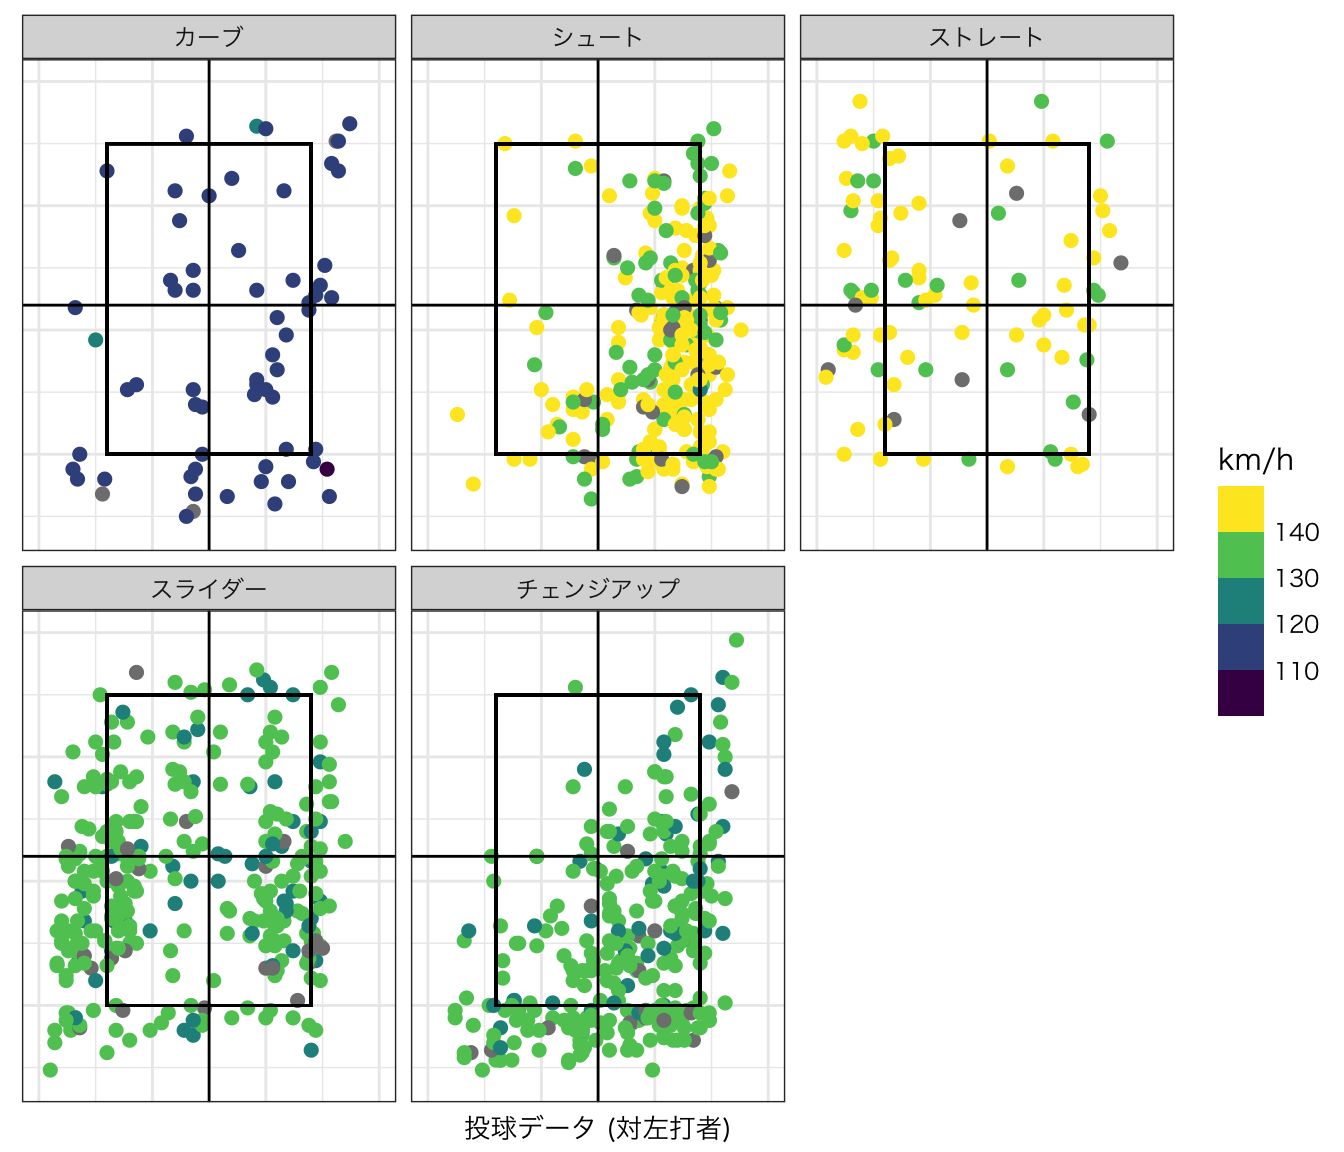 カーブ
シュート
ストレート
スライダー
チェンジアップ
km/h
140
130
120
110
投球データ (対左打者)